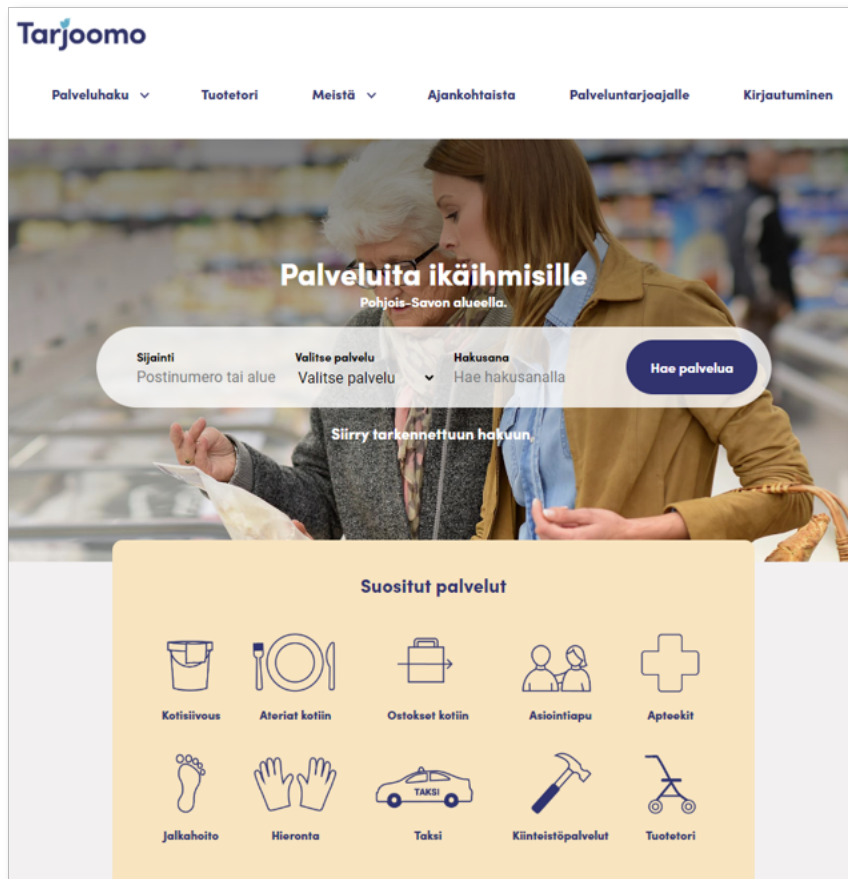 Tarjoomo
Palveluhaku Tuotetori Meistä Ajankohtaista Palveluntarjoajalle Kirjautuminen
Palveluita ikäihmisille
Pohjois-Savon alueella.
Sijainti Valitse palvelu Hakusana
Postinumero tai alue Valitse palvelu Hae hakusanalla
Hae palvelua
Siirry tarkennettuun hakuun,
Suositut palvelut
Kotisiivous Ateriat kotiin Ostokset kotiin Asiointiapu Apteekit
TAKSI
Jalkahoito Hieronta Taksi Kiinteistöpalvelut Tuotetori